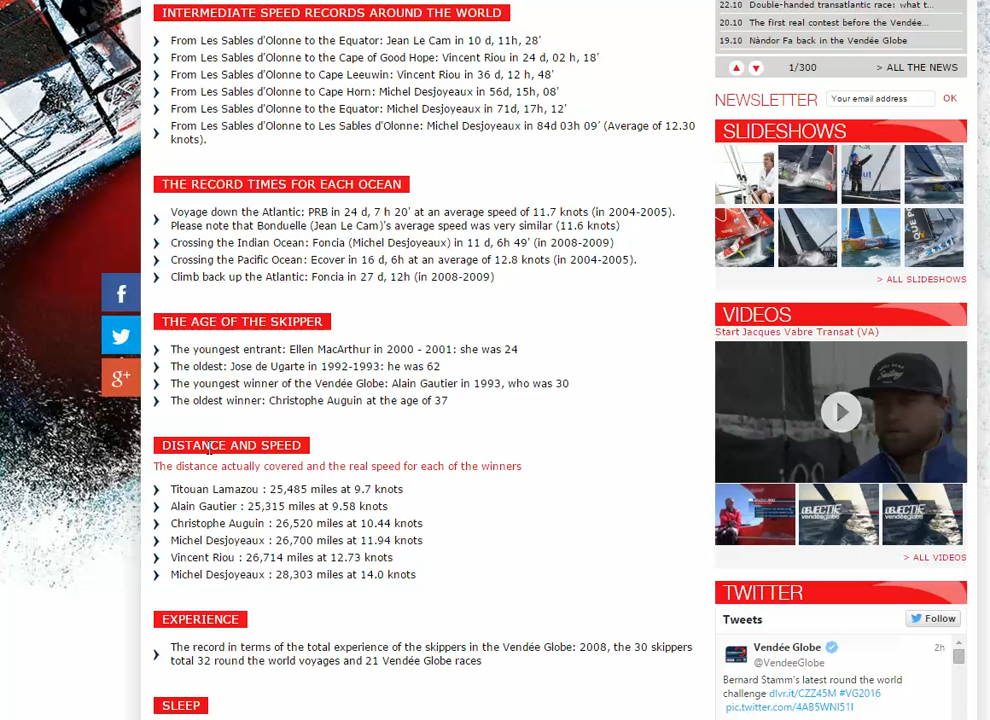 INTERMEDIATE SPEED RECORDS AROUND THE WORLD
From Les Sables d'Olonne to the Equator: Jean Le Cam in 10 d, 11h, 28'
From Les Sables d'Olonne to the Cape of Good Hope: Vincent Riou in 24 d, 02 h, 18'
From Les Sables d'Olonne to Cape Leeuwin: Vincent Riou in 36 d, 12 h, 48'
From Les Sables d'Olonne to Cape Horn: Michel Desjoyeaux in 56d, 15h, 08'
From Les Sables d'Olonne to the Equator: Michel Desjoyeaux in 71d, 17h, 12'
From Les Sables d'Olonne to Les Sables d'Olonne: Michel Desjoyeaux in 84d 03h 09' (Average of 12.30
knots).
THE RECORD TIMES FOR EACH OCEAN
Voyage down the Atlantic: PRB in 24 d, 7 h 20' at an average speed of 11.7 knots (in 2004-2005).
Please note that Bonduelle (Jean Le Cam)'s average speed was very similar (11.6 knots)
Crossing the Indian Ocean: Foncia (Michel Desjoyeaux) in 11 d, 6h 49' (in 2008-2009)
Crossing the Pacific Ocean: Ecover in 16 d, 6h at an average of 12.8 knots (in 2004-2005).
Climb back up the Atlantic: Foncia in 27 d, 12h (in 2008-2009)
THE AGE OF THE SKIPPER
The youngest entrant: Ellen MacArthur in 2000 - 2001: she was 24
The oldest: Jose de Ugarte in 1992-1993: he was 62
The youngest winner of the Vendée Globe: Alain Gautier in 1993, who was 30
The oldest winner: Christophe Auguin at the age of 37
DISTANCE AND SPEED
The distance actually covered and the real speed for each of the winners
Titouan Lamazou : 25,485 miles at 9.7 knots
Alain Gautier : 25,315 miles at 9.58 knots
Christophe Auguin : 26,520 miles at 10.44 knots
Michel Desjoyeaux : 26,700 miles at 11.94 knots
Vincent Riou : 26,714 miles at 12.73 knots
Michel Desjoyeaux : 28,303 miles at 14.0 knots
EXPERIENCE
The record in terms of the total experience of the skippers in the Vendée Globe: 2008, the 30 skippers
total 32 round the world voyages and 21 Vendée Globe races
SLEEP
f
g+
22.10 Double-handed transatlantic race: what t...
20.10 The first real contest before the Vendée...
19.10 Nàndor Fa back in the Vendée Globe
1/300 > ALL THE NEWS
NEWSLETTER Your email address OK
SLIDESHOWS
> ALL SLIDESHOWS
VIDEOS
Start Jacques Vabre Transat (VA)
OBJECTIF vendéeglobe OBJECTIF vendéeglobe
> ALL VIDEOS
TWITTER
Tweets Follow
Vendée Globe 2h
@VendeeGlobe
Bernard Stamm's latest round the world
challenge dlvr.it/CZZ45M #VG2016
pic.twitter.com/4AB5WNI51I